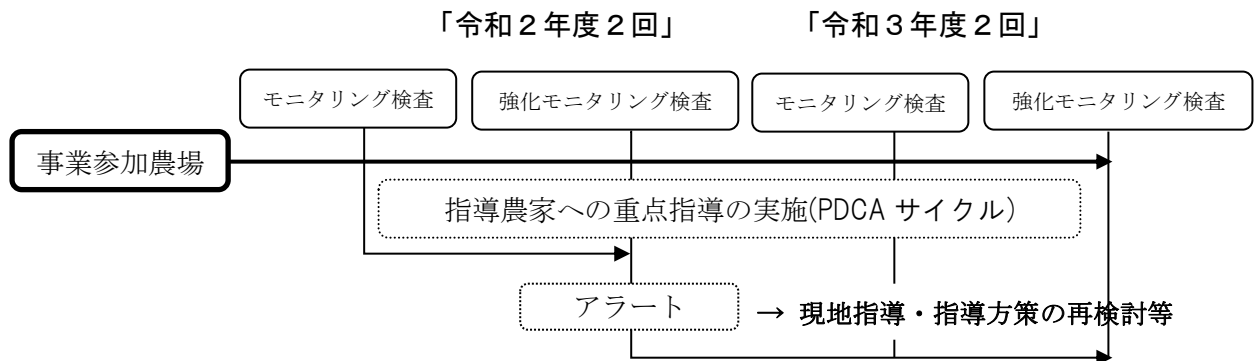 「令和２年度２回」　「令和３年度２回」
モニタリング検査　強化モニタリング検査　モニタリング検査　強化モニタリング検査
事業参加農場
指導農家への重点指導の実施(PDCA サイクル)
アラート　→ 現地指導・指導方策の再検討等